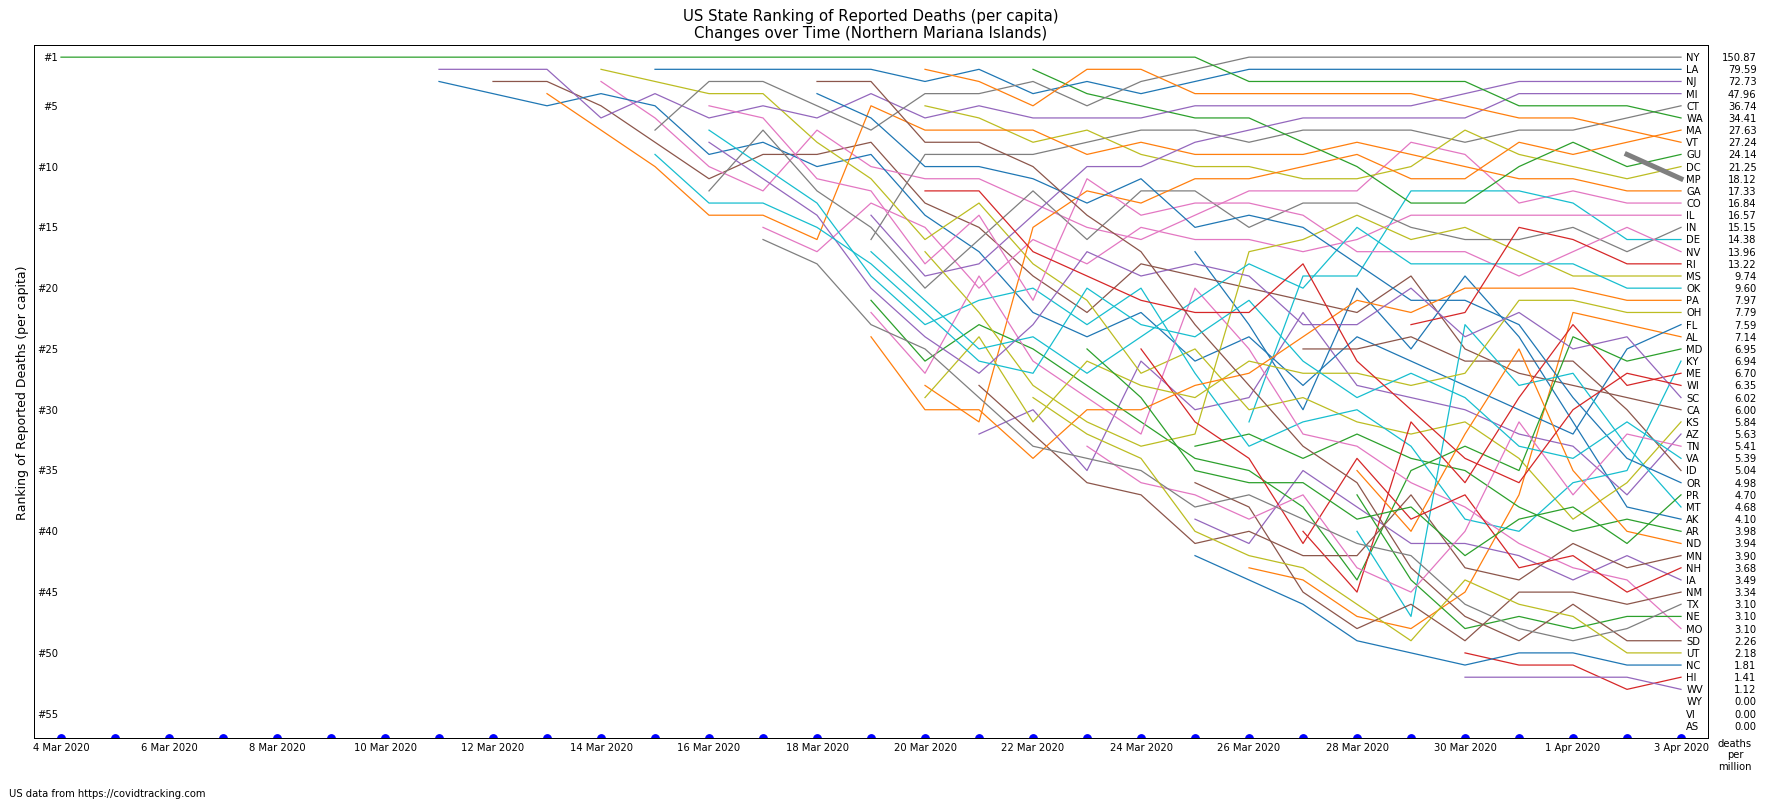 US State Ranking of Reported Deaths (per capita)
Changes over Time (Northern Mariana Islands)
Ranking of Reported Deaths (per capita)
#1
#5
#10
#15
#20
#25
#30
#35
#40
#45
#50
#55
NY 150.87
LA 79.59
NJ 72.73
MI 47.96
CT 36.74
WA 34.41
MA 27.63
VT 27.24
GU 24.14
DC 21.25
MP 18.12
GA 17.33
CO 16.84
IL 16.57
IN 15.15
DE 14.38
NV 13.96
RI 13.22
MS 9.74
OK 9.60
PA 7.97
OH 7.79
FL 7.59
AL 7.14
MD 6.95
KY 6.94
ME 6.70
WI 6.35
SC 6.02
CA 6.00
KS 5.84
AZ 5.63
TN 5.41
VA 5.39
ID 5.04
OR 4.98
PR 4.70
MT 4.68
AK 4.10
AR 3.98
ND 3.94
MN 3.90
NH 3.68
IA 3.49
NM 3.34
TX 3.10
NE 3.10
MO 3.10
SD 2.26
UT 2.18
NC 1.81
HI 1.41
WV 1.12
WY 0.00
VI 0.00
AS 0.00
4 Mar 2020 6 Mar 2020 8 Mar 2020 10 Mar 2020 12 Mar 2020 14 Mar 2020 16 Mar 2020 18 Mar 2020 20 Mar 2020 22 Mar 2020 24 Mar 2020 26 Mar 2020 28 Mar 2020 30 Mar 2020 1 Apr 2020 3 Apr 2020
deaths
per
million
US data from https://covidtracking.com